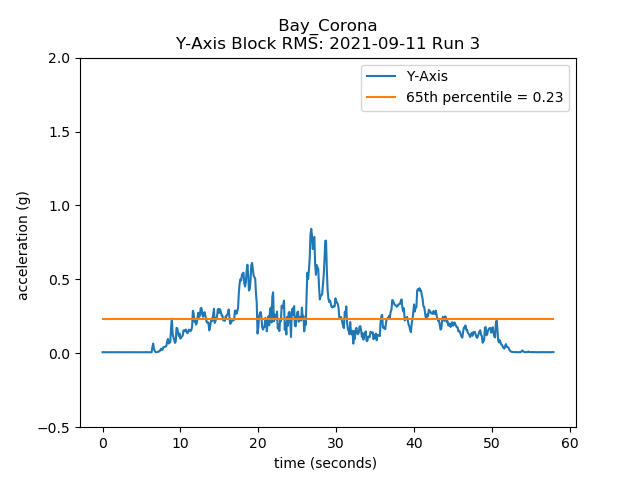 Bay_Corona
Y-Axis Block RMS: 2021-09-11 Run 3
Y-Axis
65th percentile = 0.23
acceleration (g)
2.0
1.5
1.0
0.5
0.0
−0.5
0 10 20 30 40 50 60
time (seconds)